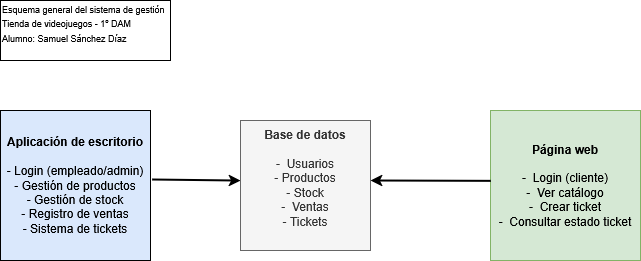 Esquema general del sistema de gestión
Tienda de videojuegos - 1º DAM
Alumno: Samuel Sánchez Díaz
Aplicación de escritorio
- Login (empleado/admin)
- Gestión de productos
- Gestión de stock
- Registro de ventas
- Sistema de tickets
Base de datos
- Usuarios
- Productos
- Stock
- Ventas
- Tickets
Página web
- Login (cliente)
- Ver catálogo
- Crear ticket
- Consultar estado ticket